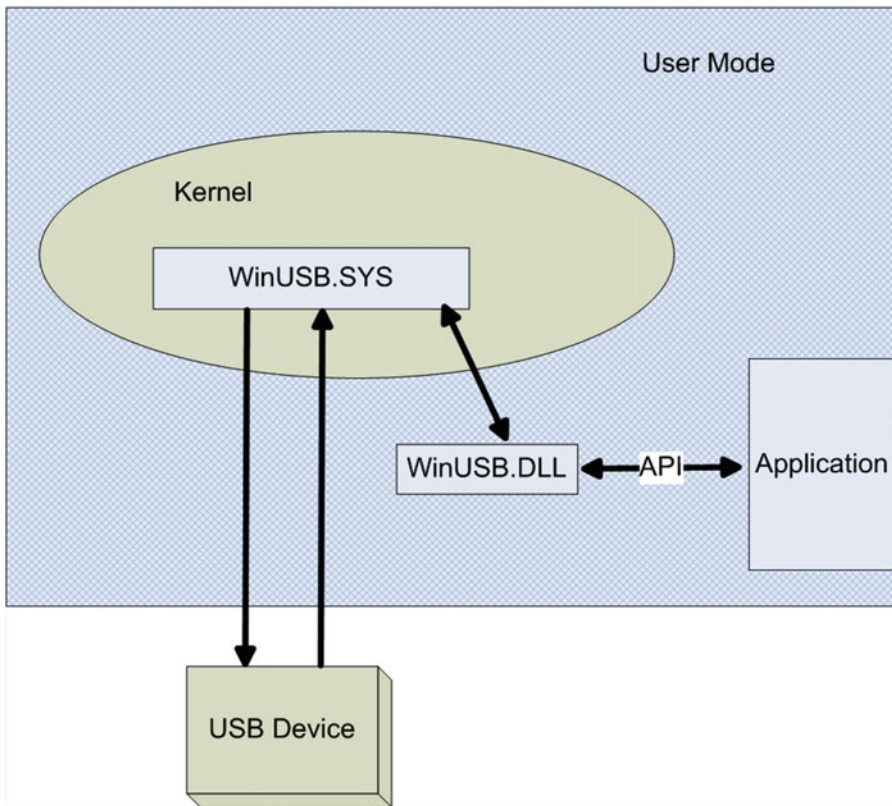 User Mode
Kernel
WinUSB.SYS
WinUSB.DLL
API
Application
USB Device